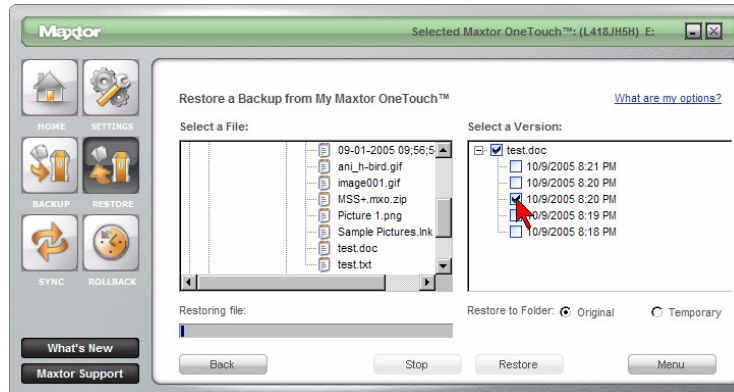 Maxtor
Selected Maxtor OneTouch™: (L418JH5H) E:
HOME
SETTINGS
BACKUP
RESTORE
SYNC
ROLLBACK
What's New
Maxtor Support
Restore a Backup from My Maxtor OneTouch™
What are my options?
Select a File:
09-01-2005 09;56;5
ani_h-bird.gif
image001.gif
MSS+.mxo.zip
Picture 1.png
Sample Pictures.lnk
test.doc
test.txt
Select a Version:
test.doc
10/9/2005 8:21 PM
10/9/2005 8:20 PM
10/9/2005 8:20 PM
10/9/2005 8:19 PM
10/9/2005 8:18 PM
Restoring file:
Restore to Folder: Original Temporary
Back
Stop
Restore
Menu